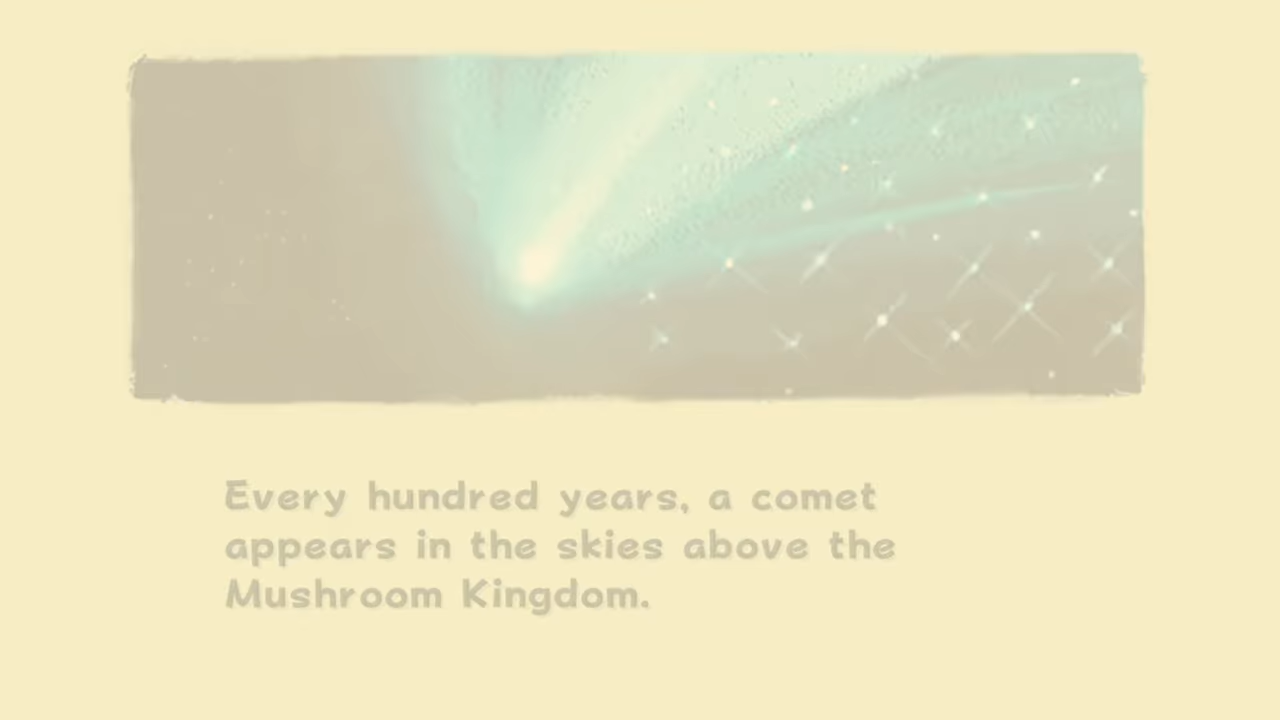 Every hundred years, a comet
appears in the skies above the
Mushroom Kingdom.